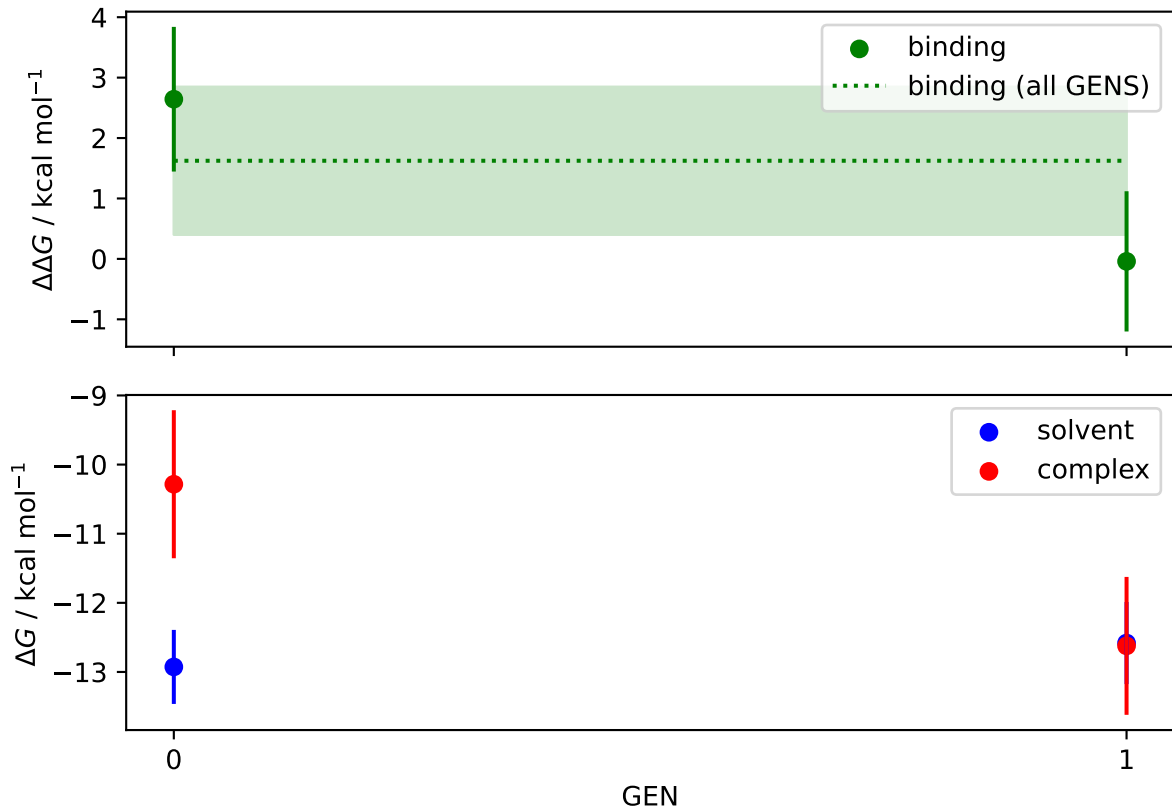 4
3
2
1
0
−1
ΔΔG / kcal mol⁻¹
binding
binding (all GENS)
−9
−10
−11
−12
−13
ΔG / kcal mol⁻¹
solvent
complex
0
1
GEN